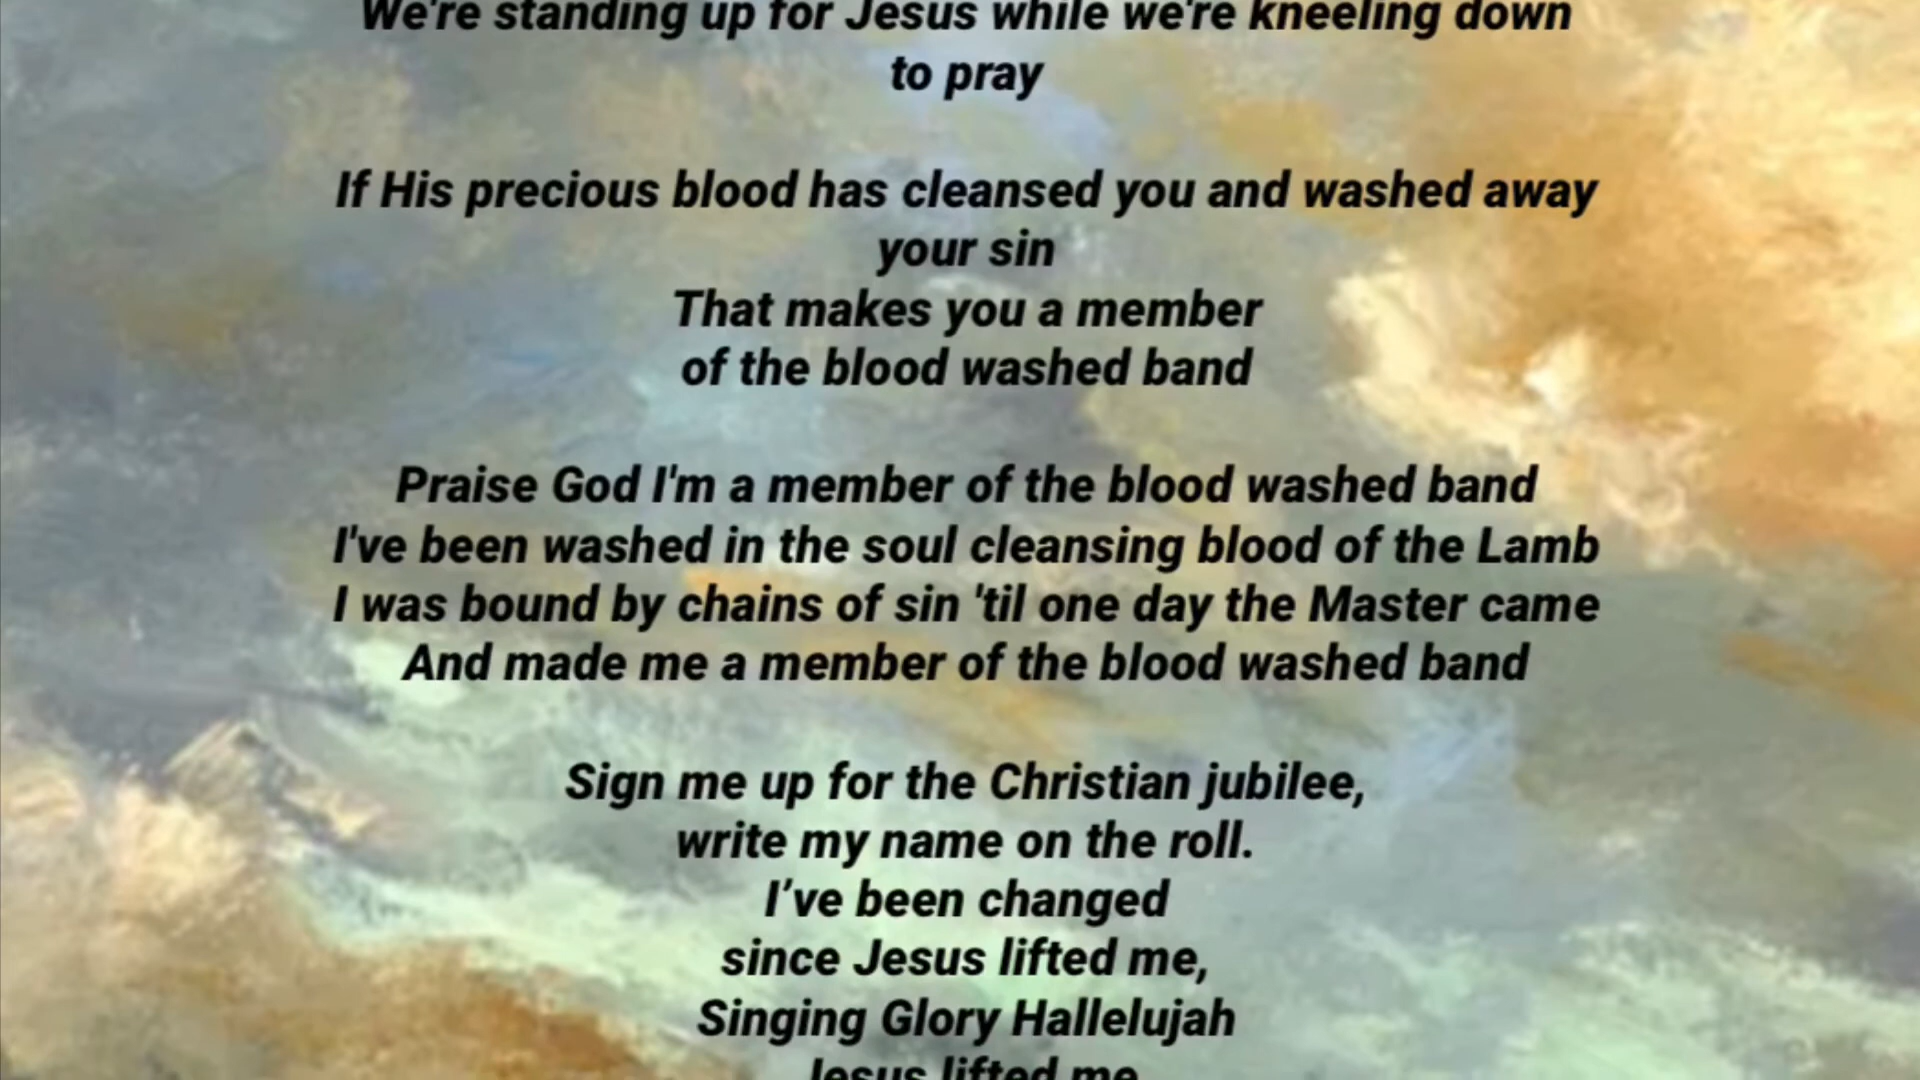 We're standing up for Jesus while we're kneeling down
to pray
If His precious blood has cleansed you and washed away
your sin
That makes you a member
of the blood washed band
Praise God I'm a member of the blood washed band
I've been washed in the soul cleansing blood of the Lamb
I was bound by chains of sin 'til one day the Master came
And made me a member of the blood washed band
Sign me up for the Christian jubilee,
write my name on the roll.
I’ve been changed
since Jesus lifted me,
Singing Glory Hallelujah
Jesus lifted me